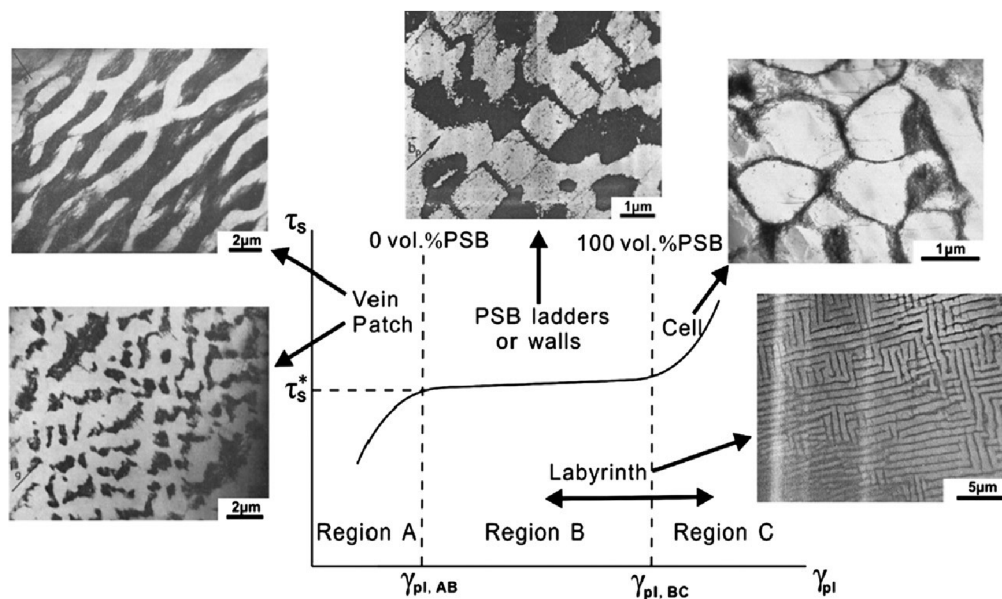 1µm
2µm
1µm
τs
0 vol.%PSB
100 vol.%PSB
Vein
Patch
PSB ladders
or walls
Cell
τs*
g
Labyrinth
2µm
5µm
Region A
Region B
Region C
γpl, AB
γpl, BC
γpl